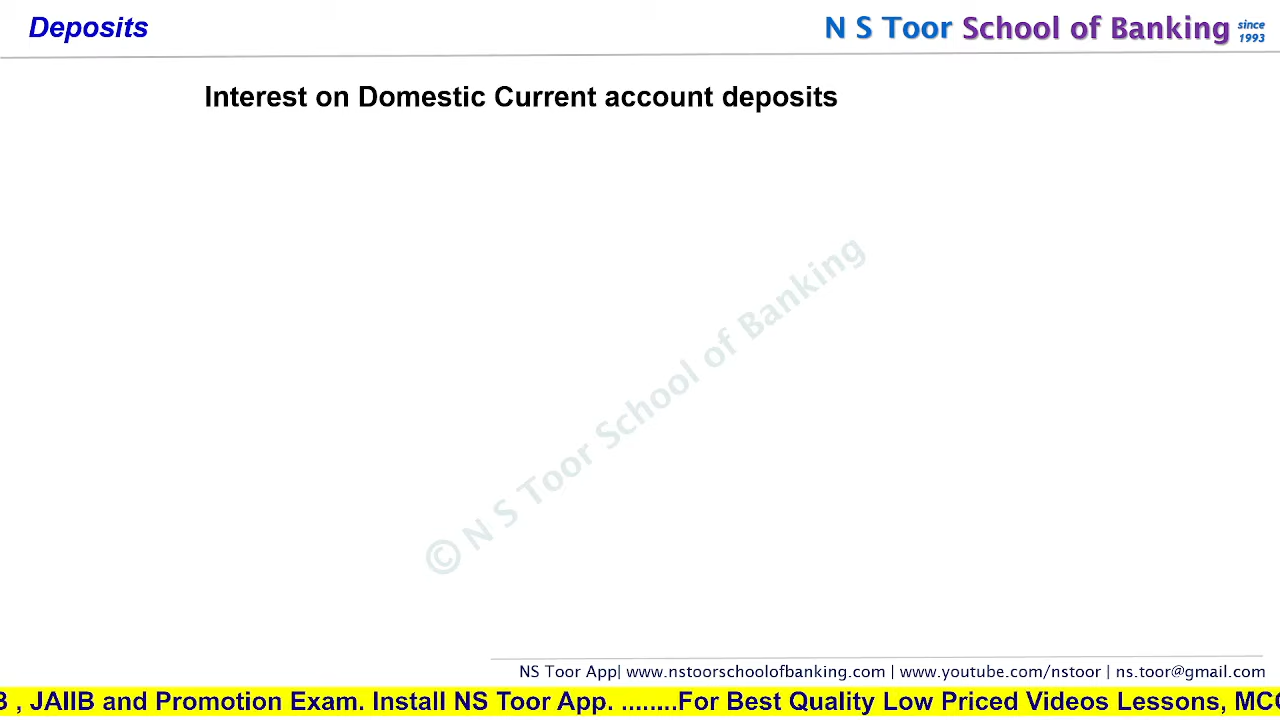 Deposits
N S Toor School of Banking since 1993
Interest on Domestic Current account deposits
© N S Toor School of Banking
NS Toor App| www.nstoorschoolofbanking.com | www.youtube.com/nstoor | ns.toor@gmail.com
, JAIIB and Promotion Exam. Install NS Toor App. ........For Best Quality Low Priced Videos Lessons,